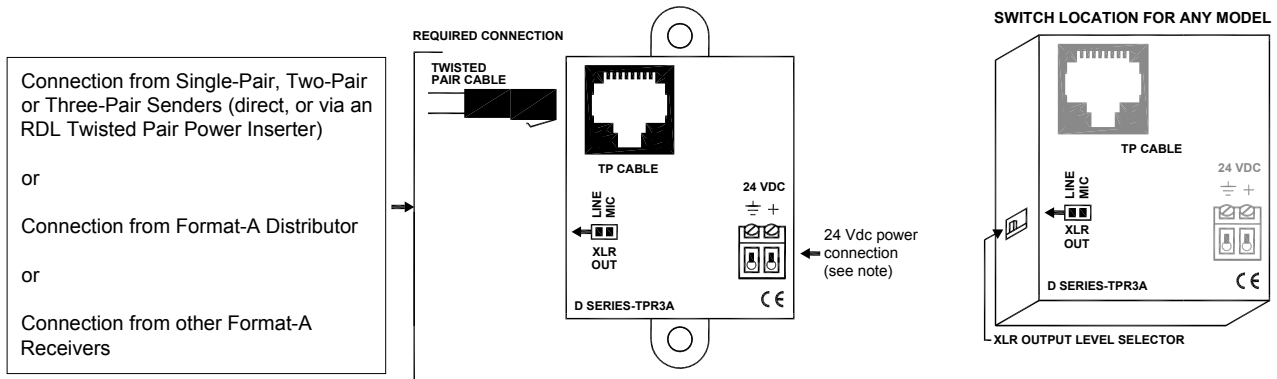 Connection from Single-Pair, Two-Pair
or Three-Pair Senders (direct, or via an
RDL Twisted Pair Power Inserter)
or
Connection from Format-A Distributor
or
Connection from other Format-A
Receivers
REQUIRED CONNECTION
TWISTED
PAIR CABLE
TP CABLE
LINE
MIC
XLR
OUT
24 VDC
+
24 Vdc power
connection
(see note)
D SERIES-TPR3A
CE
SWITCH LOCATION FOR ANY MODEL
TP CABLE
24 VDC
+
LINE
MIC
XLR
OUT
D SERIES-TPR3A
CE
XLR OUTPUT LEVEL SELECTOR